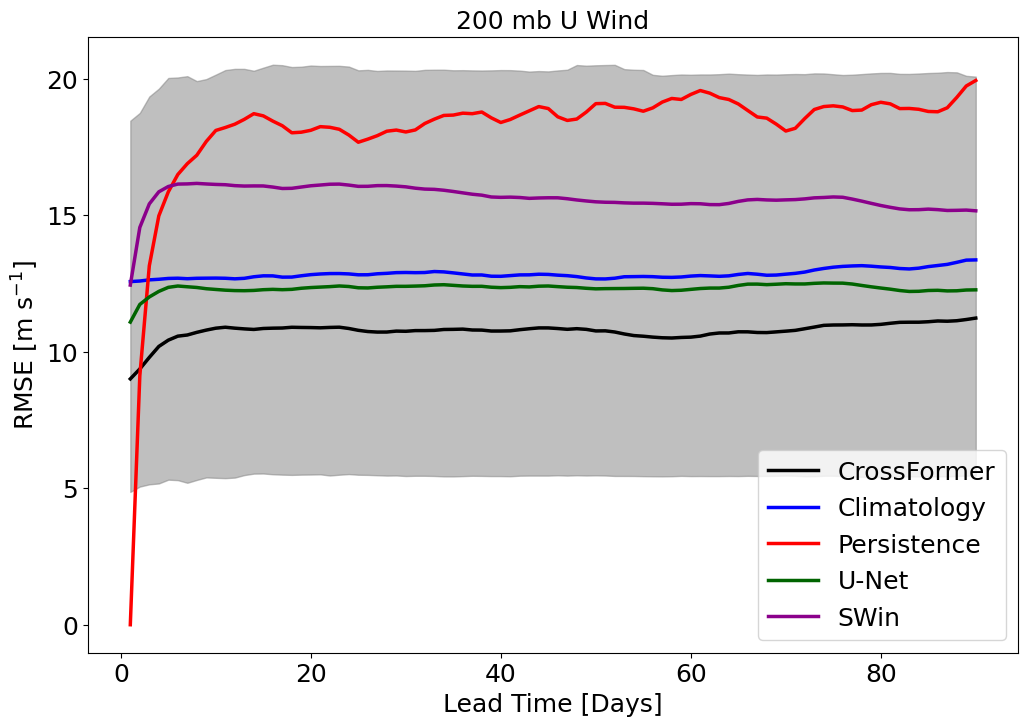 200 mb U Wind
RMSE [m s⁻¹]
20
15
10
5
0
0 20 40 60 80
Lead Time [Days]
CrossFormer
Climatology
Persistence
U-Net
SWin